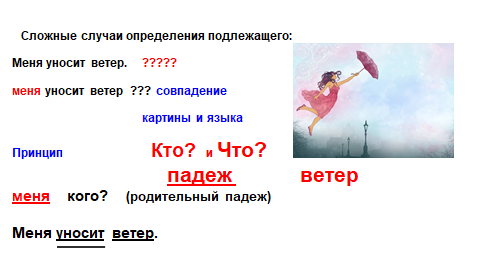 Сложные случаи определения подлежащего:
Меня уносит ветер. ?????
меня уносит ветер ??? совпадение
картины и языка
Принцип Кто? и Что?
падеж ветер
меня кого? (родительный падеж)
Меня уносит ветер.